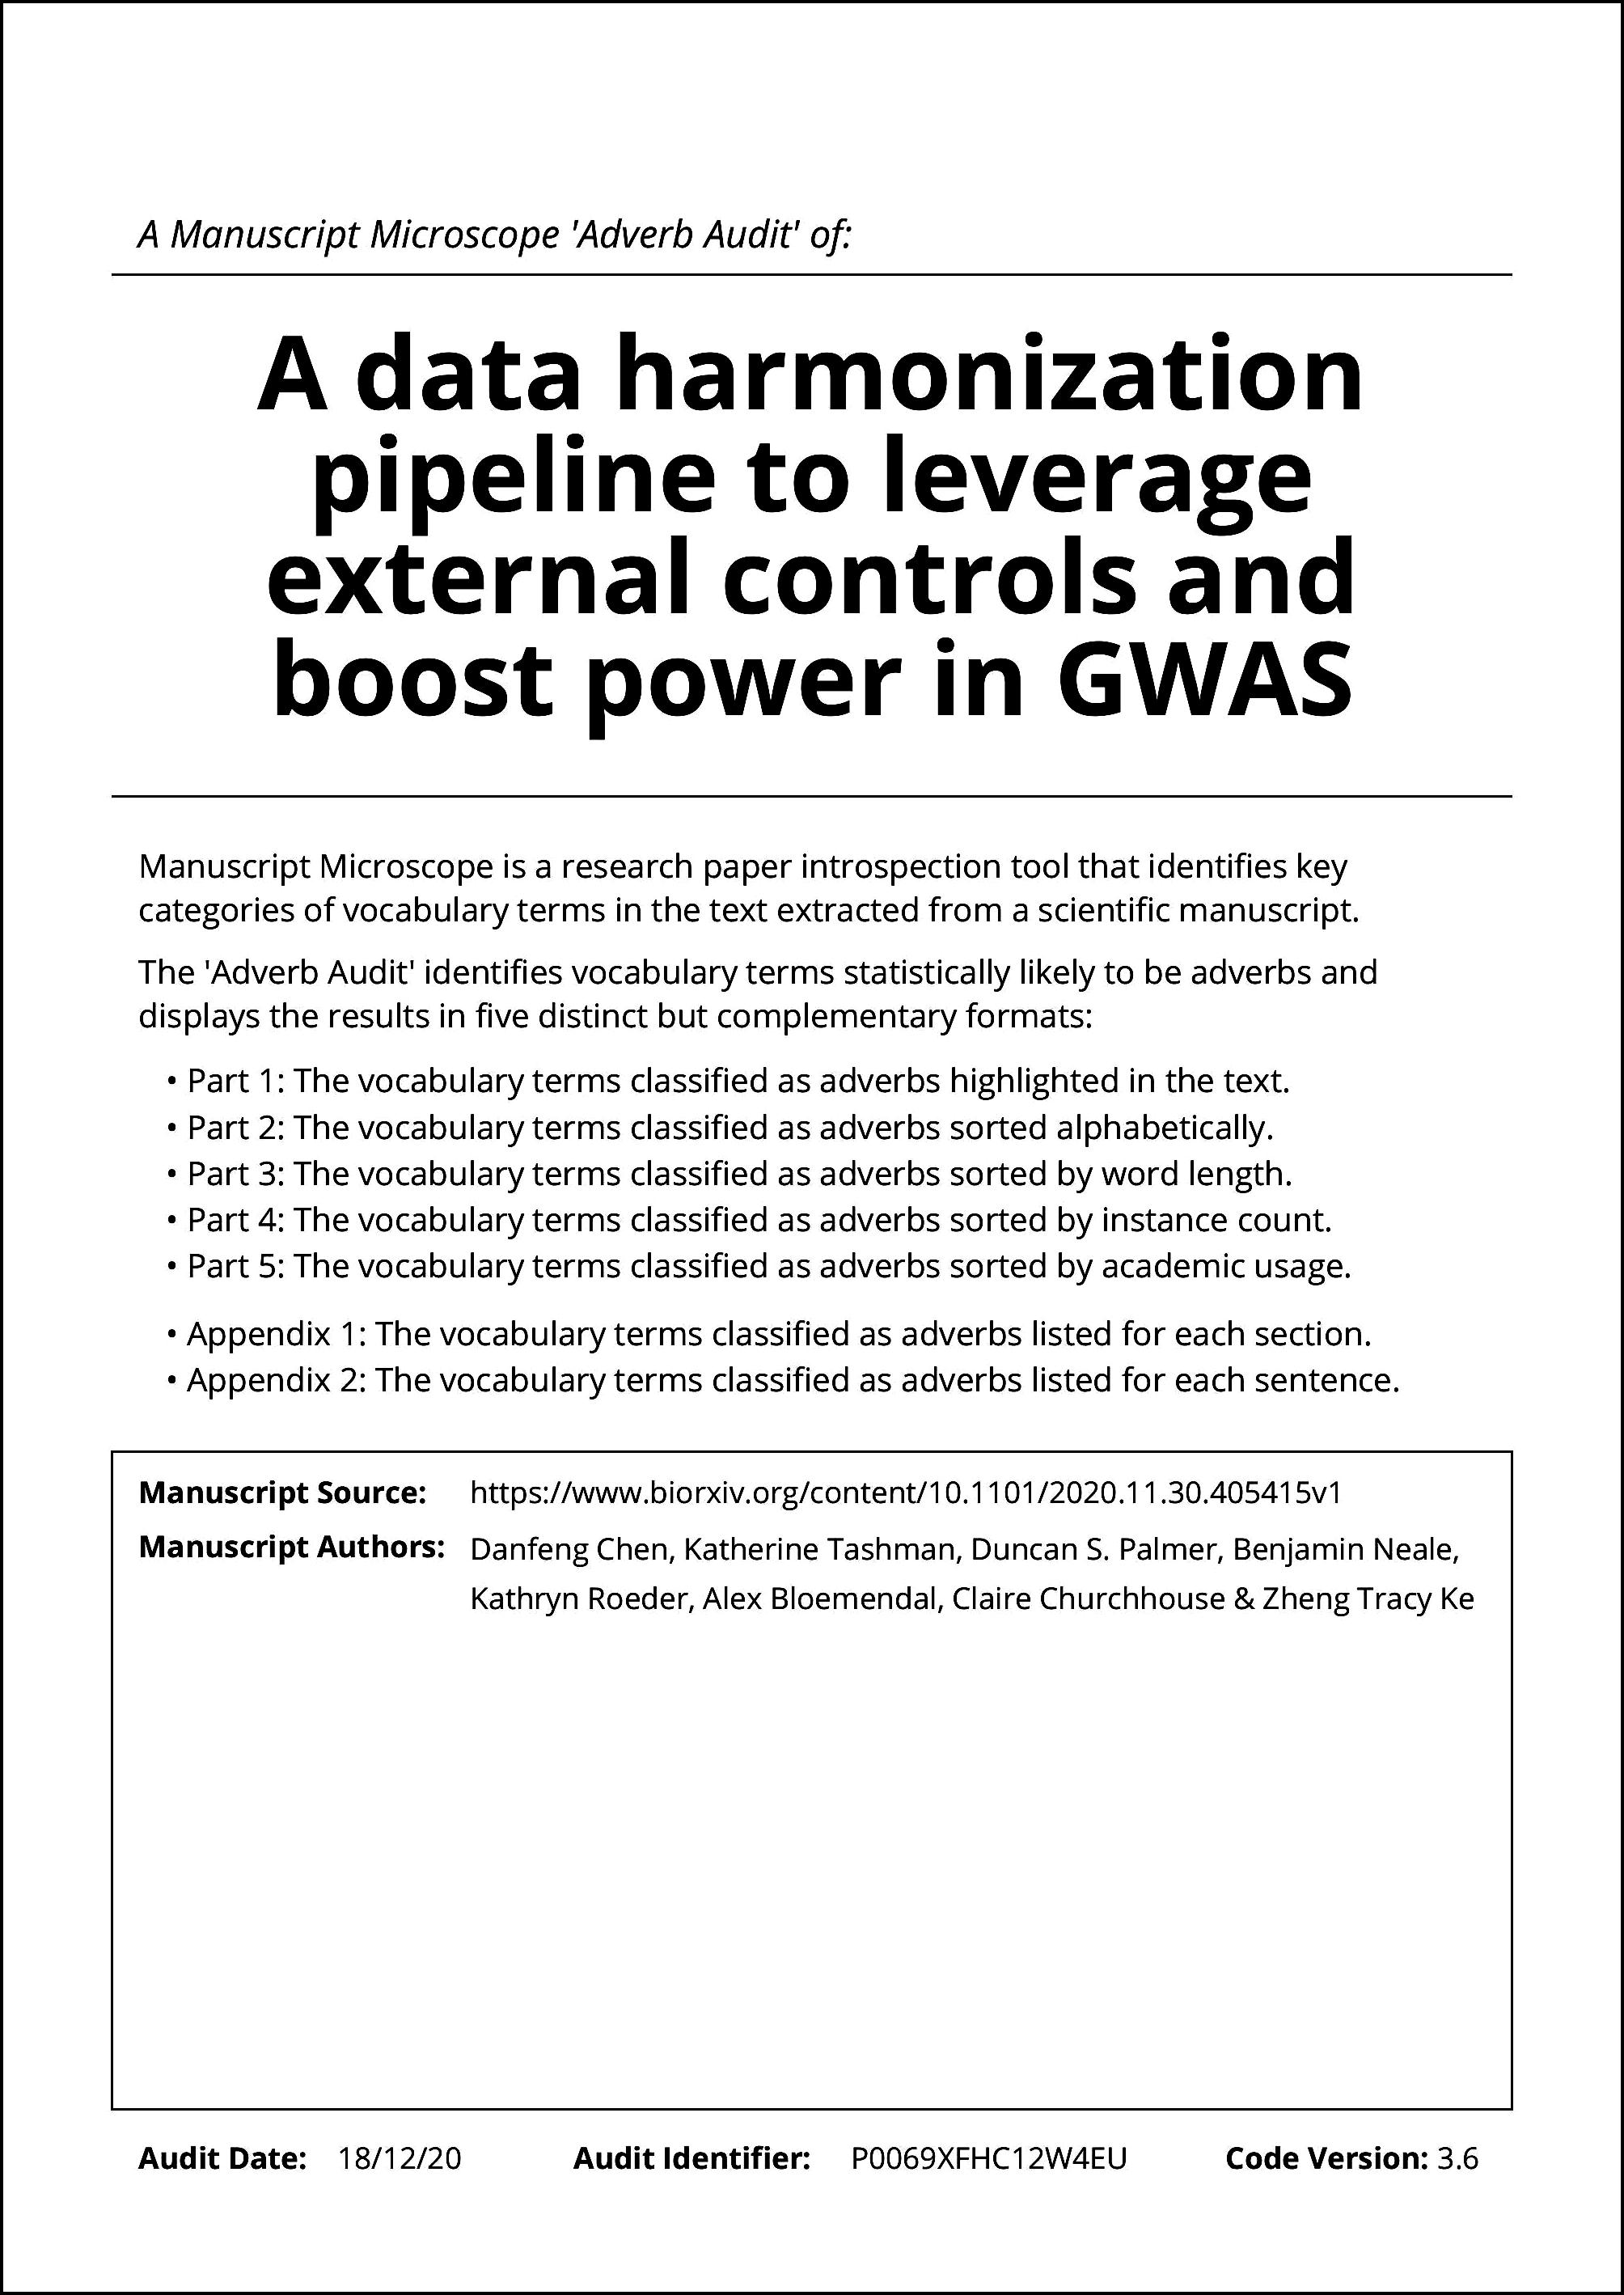 A Manuscript Microscope 'Adverb Audit' of:
A data harmonization
pipeline to leverage
external controls and
boost power in GWAS
Manuscript Microscope is a research paper introspection tool that identifies key
categories of vocabulary terms in the text extracted from a scientific manuscript.
The 'Adverb Audit' identifies vocabulary terms statistically likely to be adverbs and
displays the results in five distinct but complementary formats:
• Part 1: The vocabulary terms classified as adverbs highlighted in the text.
• Part 2: The vocabulary terms classified as adverbs sorted alphabetically.
• Part 3: The vocabulary terms classified as adverbs sorted by word length.
• Part 4: The vocabulary terms classified as adverbs sorted by instance count.
• Part 5: The vocabulary terms classified as adverbs sorted by academic usage.
• Appendix 1: The vocabulary terms classified as adverbs listed for each section.
• Appendix 2: The vocabulary terms classified as adverbs listed for each sentence.
Manuscript Source: https://www.biorxiv.org/content/10.1101/2020.11.30.405415v1
Manuscript Authors: Danfeng Chen, Katherine Tashman, Duncan S. Palmer, Benjamin Neale,
Kathryn Roeder, Alex Bloemendal, Claire Churchhouse & Zheng Tracy Ke
Audit Date: 18/12/20 Audit Identifier: P0069XFHC12W4EU Code Version: 3.6